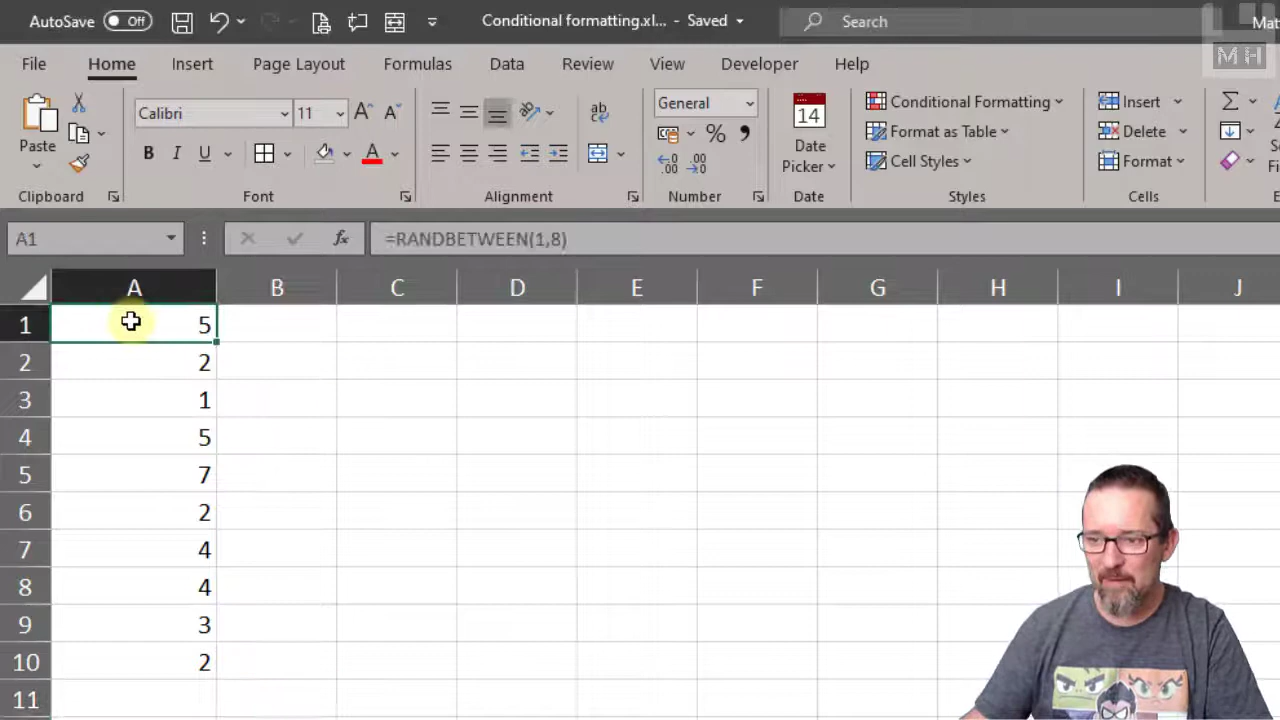 AutoSave Off Conditional formatting.xl... - Saved Search Mat
M H
File Home Insert Page Layout Formulas Data Review View Developer Help
Paste Calibri 11 General 14 Date Picker Conditional Formatting Insert
Format as Table Delete
Cell Styles Format
Clipboard Font Alignment Number Date Styles Cells
A1 fx =RANDBETWEEN(1,8)
A B C D E F G H I J
1 5
2 2
3 1
4 5
5 7
6 2
7 4
8 4
9 3
10 2
11